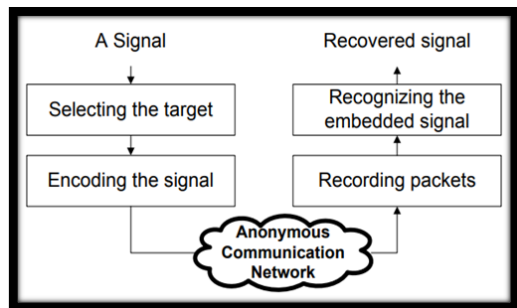 A Signal
Selecting the target
Encoding the signal
Anonymous
Communication
Network
Recording packets
Recognizing the
embedded signal
Recovered signal